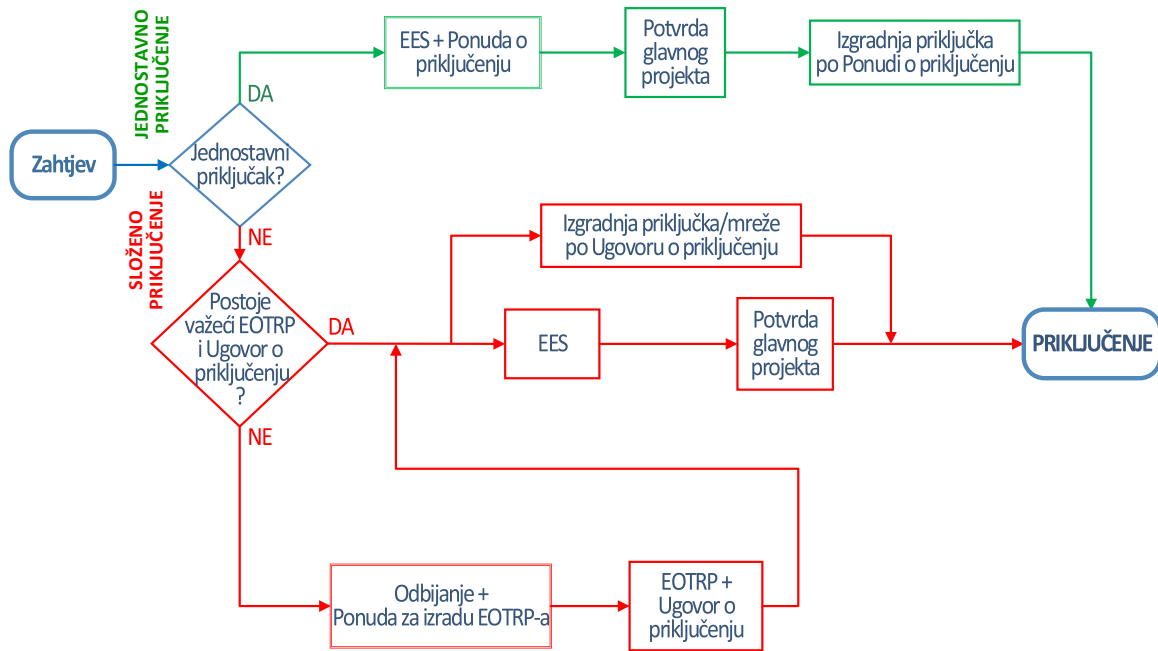 JEDNOSTAVNO
PRIKLJUČENJE
EES + Ponuda o
priključenju
Potvrda
glavnog
projekta
Izgradnja priključka
po Ponudi o priključenju
DA
Zahtjev
Jednostavni
priključak?
SLOŽENO
PRIKLJUČENJE
NE
Izgradnja priključka/mreže
po Ugovoru o priključenju
Postoje
važeći EOTRP
i Ugovor o
priključenju
?
DA
EES
Potvrda
glavnog
projekta
PRIKLJUČENJE
NE
Odbijanje +
Ponuda za izradu EOTRP-a
EOTRP +
Ugovor o
priključenju